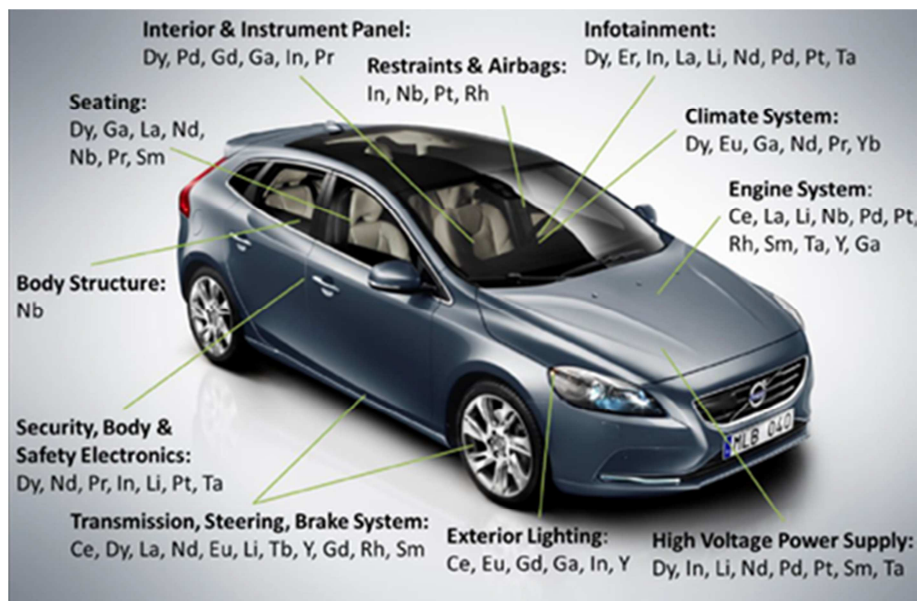 Interior & Instrument Panel:
Dy, Pd, Gd, Ga, In, Pr
Infotainment:
Dy, Er, In, La, Li, Nd, Pd, Pt, Ta
Restraints & Airbags:
In, Nb, Pt, Rh
Seating:
Dy, Ga, La, Nd,
Nb, Pr, Sm
Climate System:
Dy, Eu, Ga, Nd, Pr, Yb
Engine System:
Ce, La, Li, Nb, Pd, Pt,
Rh, Sm, Ta, Y, Ga
Body Structure:
Nb
MLB 040
Security, Body &
Safety Electronics:
Dy, Nd, Pr, In, Li, Pt, Ta
Transmission, Steering, Brake System:
Ce, Dy, La, Nd, Eu, Li, Tb, Y, Gd, Rh, Sm
Exterior Lighting:
Ce, Eu, Gd, Ga, In, Y
High Voltage Power Supply:
Dy, In, Li, Nd, Pd, Pt, Sm, Ta